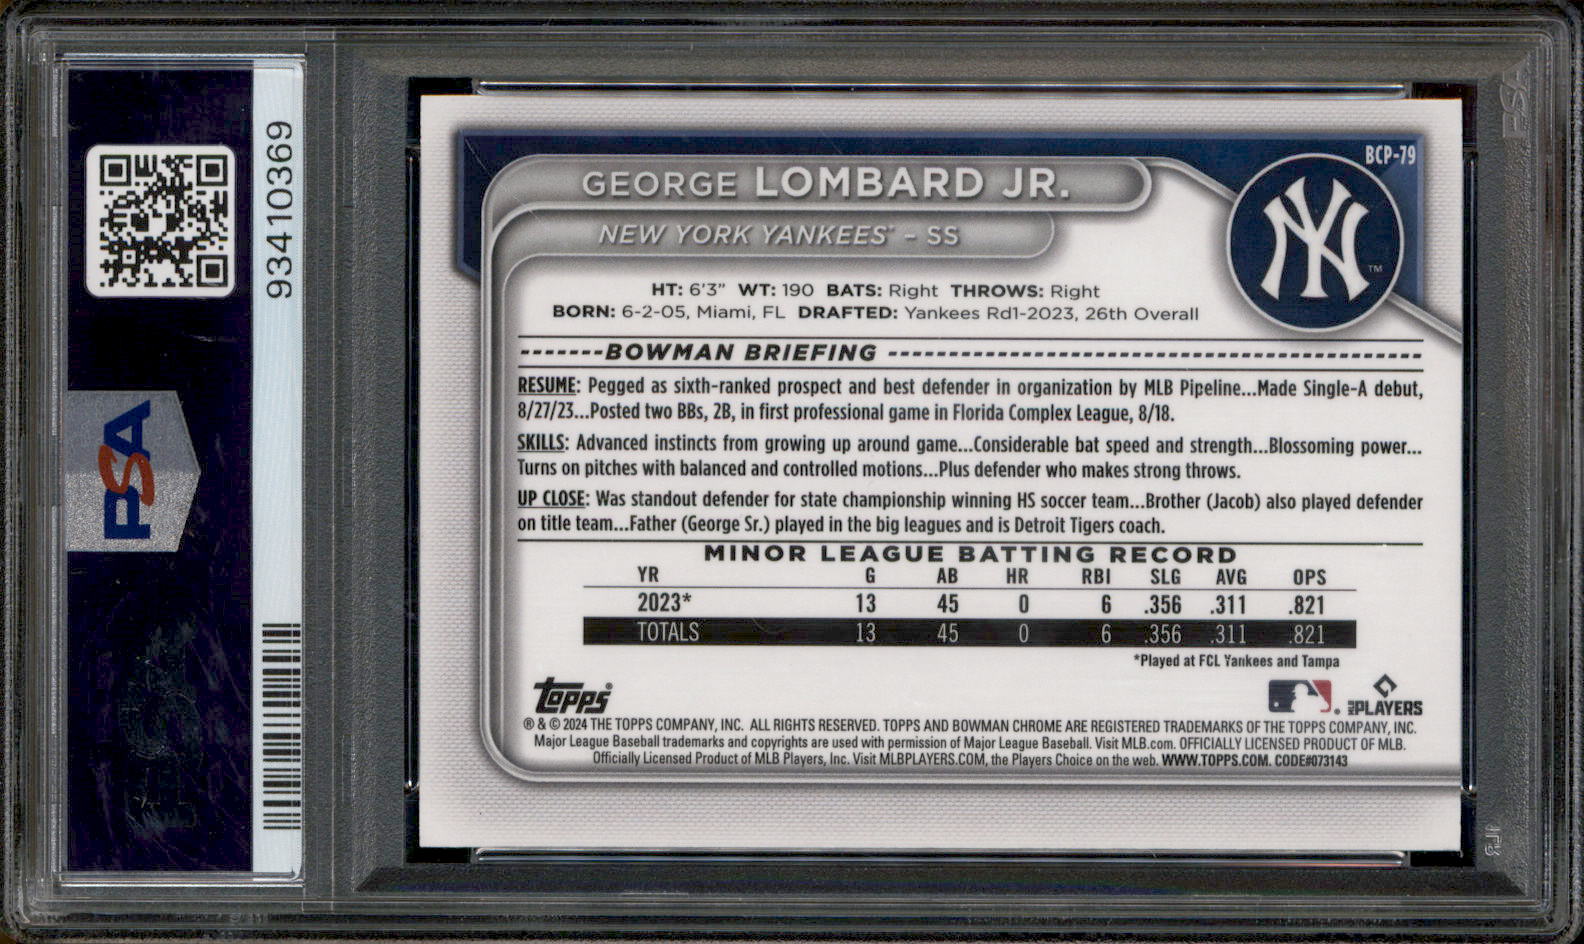 93410369
PSA
BCP-79
GEORGE LOMBARD JR.
NEW YORK YANKEES – SS
NY
™
HT: 6'3" WT: 190 BATS: Right THROWS: Right
BORN: 6-2-05, Miami, FL DRAFTED: Yankees Rd1-2023, 26th Overall
BOWMAN BRIEFING
RESUME: Pegged as sixth-ranked prospect and best defender in organization by MLB Pipeline...Made Single-A debut,
8/27/23...Posted two BBs, 2B, in first professional game in Florida Complex League, 8/18.
SKILLS: Advanced instincts from growing up around game...Considerable bat speed and strength...Blossoming power...
Turns on pitches with balanced and controlled motions...Plus defender who makes strong throws.
UP CLOSE: Was standout defender for state championship winning HS soccer team...Brother (Jacob) also played defender
on title team...Father (George Sr.) played in the big leagues and is Detroit Tigers coach.
MINOR LEAGUE BATTING RECORD
YR G AB HR RBI SLG AVG OPS
2023* 13 45 0 6 .356 .311 .821
TOTALS 13 45 0 6 .356 .311 .821
*Played at FCL Yankees and Tampa
Topps®
MLB PLAYERS
® & © 2024 THE TOPPS COMPANY, INC. ALL RIGHTS RESERVED. TOPPS AND BOWMAN CHROME ARE REGISTERED TRADEMARKS OF THE TOPPS COMPANY, INC.
Major League Baseball trademarks and copyrights are used with permission of Major League Baseball. Visit MLB.com. OFFICIALLY LICENSED PRODUCT OF MLB.
Officially Licensed Product of MLB Players, Inc. Visit MLBPLAYERS.COM, the Players Choice on the web. WWW.TOPPS.COM. CODE#073143
PSA